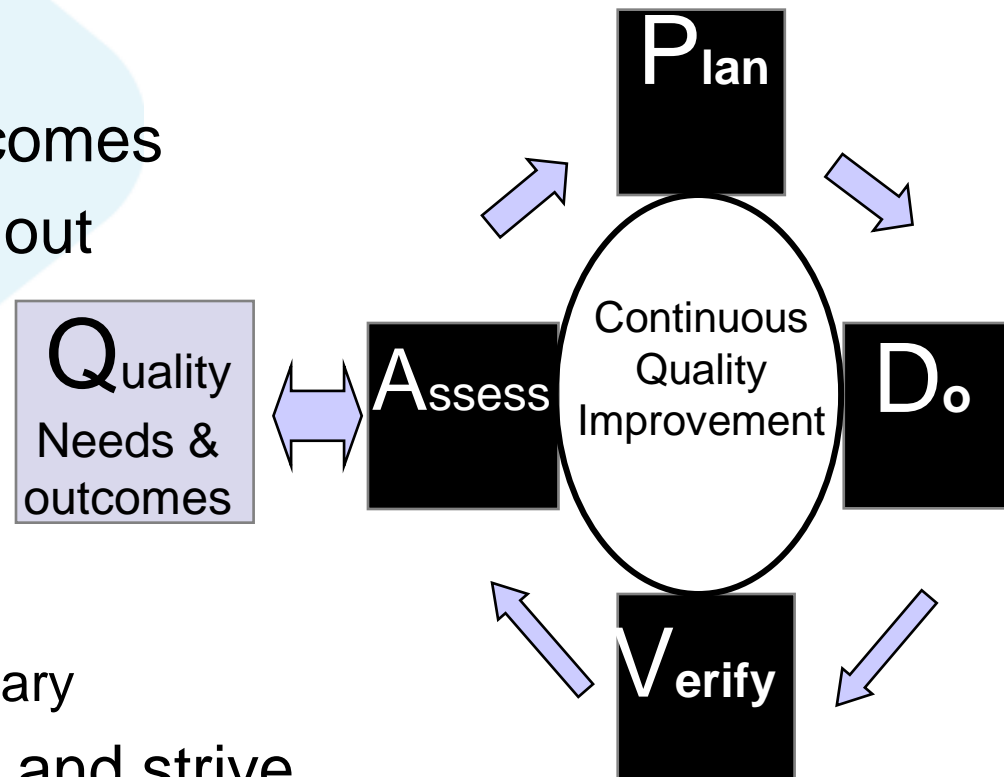 comes
out
ary
and strive
Plan
Quality
Needs &
outcomes
Assess
Continuous
Quality
Improvement
Do
Verify